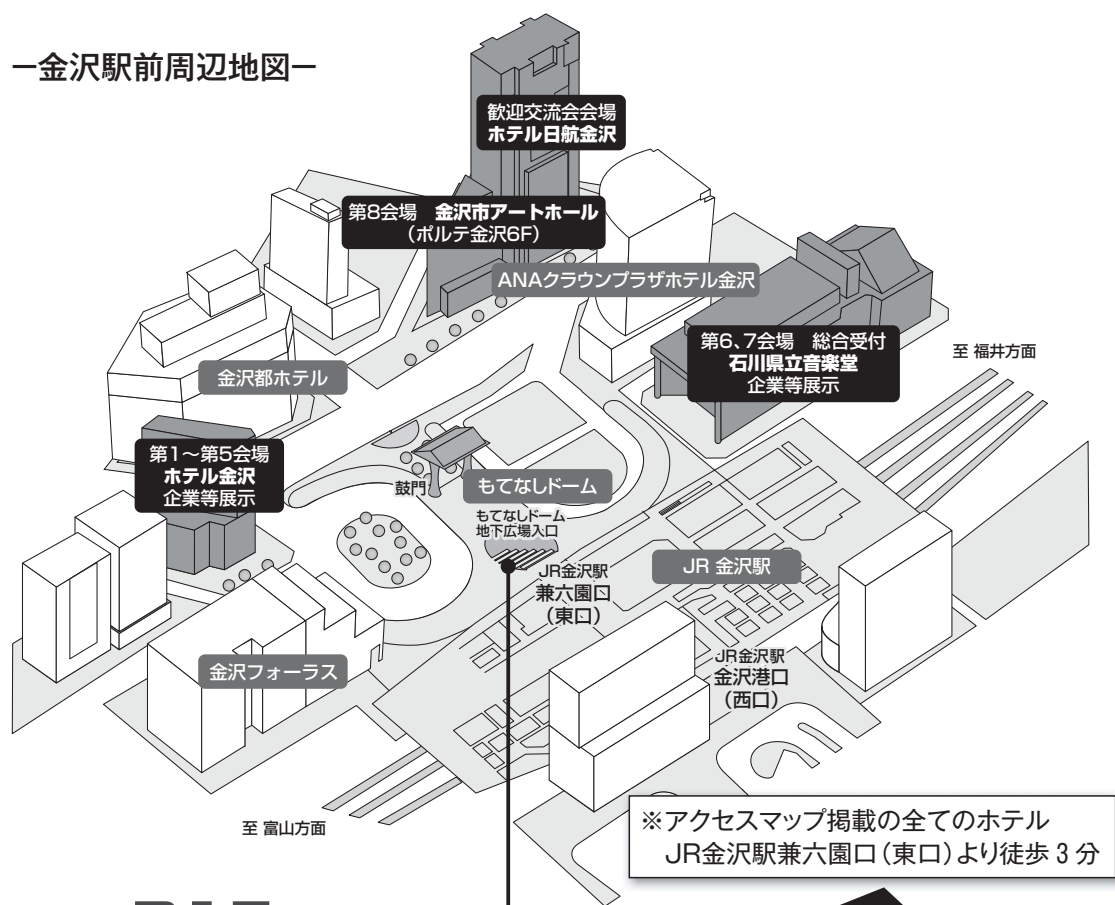 −金沢駅前周辺地図−
歓迎交流会会場
ホテル日航金沢
第8会場　金沢市アートホール
（ポルテ金沢6F）
ANAクラウンプラザホテル金沢
第6、7会場　総合受付
石川県立音楽堂
企業等展示
至 福井方面
金沢都ホテル
第1～第5会場
ホテル金沢
企業等展示
鼓門
もてなしドーム
もてなしドーム
地下広場入口
JR金沢駅
兼六園口
（東口）
JR 金沢駅
金沢フォーラス
JR金沢駅
金沢港口
（西口）
至 富山方面
※アクセスマップ掲載の全てのホテル
JR金沢駅兼六園口（東口）より徒歩3分